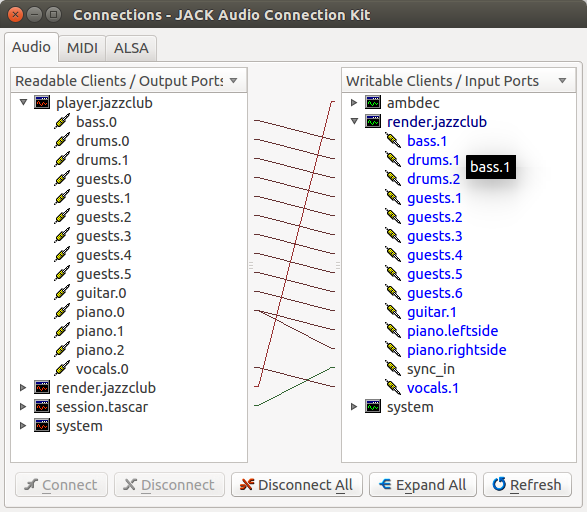 Connections - JACK Audio Connection Kit
Audio MIDI ALSA
Readable Clients / Output Ports
player.jazzclub
bass.0
drums.0
drums.1
guests.0
guests.1
guests.2
guests.3
guests.4
guests.5
guitar.0
piano.0
piano.1
piano.2
vocals.0
render.jazzclub
session.tascar
system
Writable Clients / Input Ports
ambdec
render.jazzclub
bass.1
drums.1
drums.2
guests.1
guests.2
guests.3
guests.4
guests.5
guests.6
guitar.1
piano.leftside
piano.rightside
sync_in
vocals.1
system
bass.1
Connect Disconnect Disconnect All Expand All Refresh